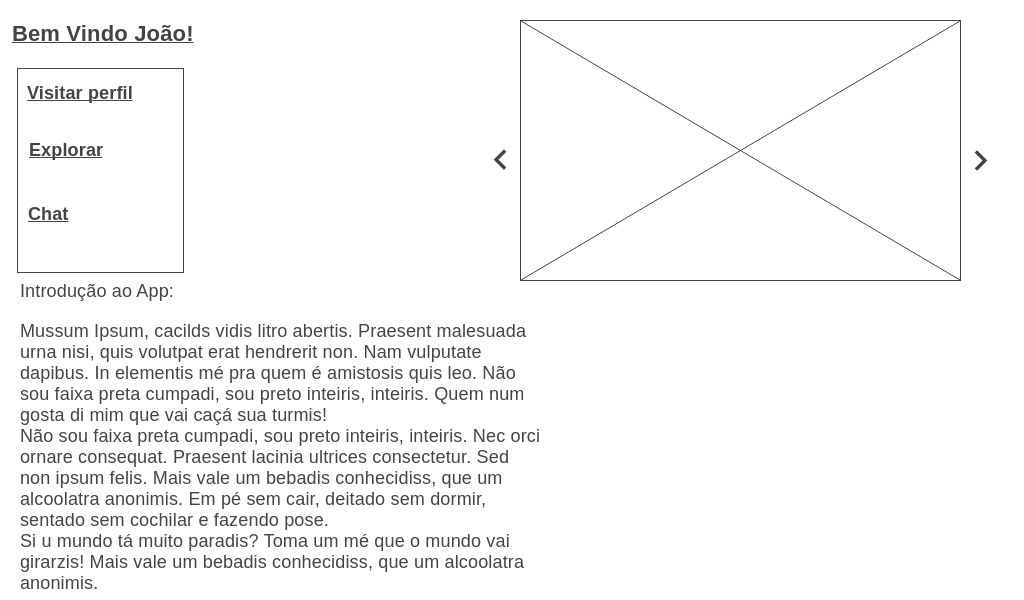 Bem Vindo João!
Visitar perfil
Explorar
Chat
Introdução ao App:
Mussum Ipsum, cacilds vidis litro abertis. Praesent malesuada
urna nisi, quis volutpat erat hendrerit non. Nam vulputate
dapibus. In elementis mé pra quem é amistosis quis leo. Não
sou faixa preta cumpadi, sou preto inteiris, inteiris. Quem num
gosta di mim que vai caçá sua turmis!
Não sou faixa preta cumpadi, sou preto inteiris, inteiris. Nec orci
ornare consequat. Praesent lacinia ultrices consectetur. Sed
non ipsum felis. Mais vale um bebadis conhecidiss, que um
alcoolatra anonimis. Em pé sem cair, deitado sem dormir,
sentado sem cochilar e fazendo pose.
Si u mundo tá muito paradis? Toma um mé que o mundo vai
girarzis! Mais vale um bebadis conhecidiss, que um alcoolatra
anonimis.